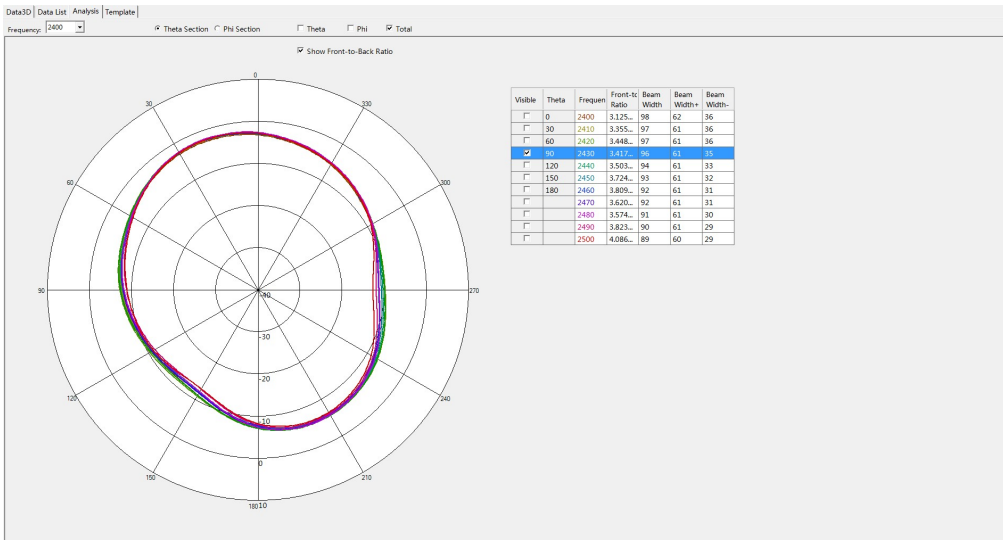 Data3D Data List Analysis Template
Frequency: 2400 Theta Section Phi Section Theta Phi Total
Show Front-to-Back Ratio
0
30 330
60 300
90 -40 270
-30
-20
120 240
-10
0
150 210
180 10
Visible Theta Frequen Front-tc Ratio Beam Width Beam Width+ Beam Width-
0 2400 3.125... 98 62 36
30 2410 3.355... 97 61 36
60 2420 3.448... 97 61 36
90 2430 3.417... 96 61 35
120 2440 3.503... 94 61 33
150 2450 3.724... 93 61 32
180 2460 3.809... 92 61 31
2470 3.620... 92 61 31
2480 3.574... 91 61 30
2490 3.823... 90 61 29
2500 4.086... 89 60 29